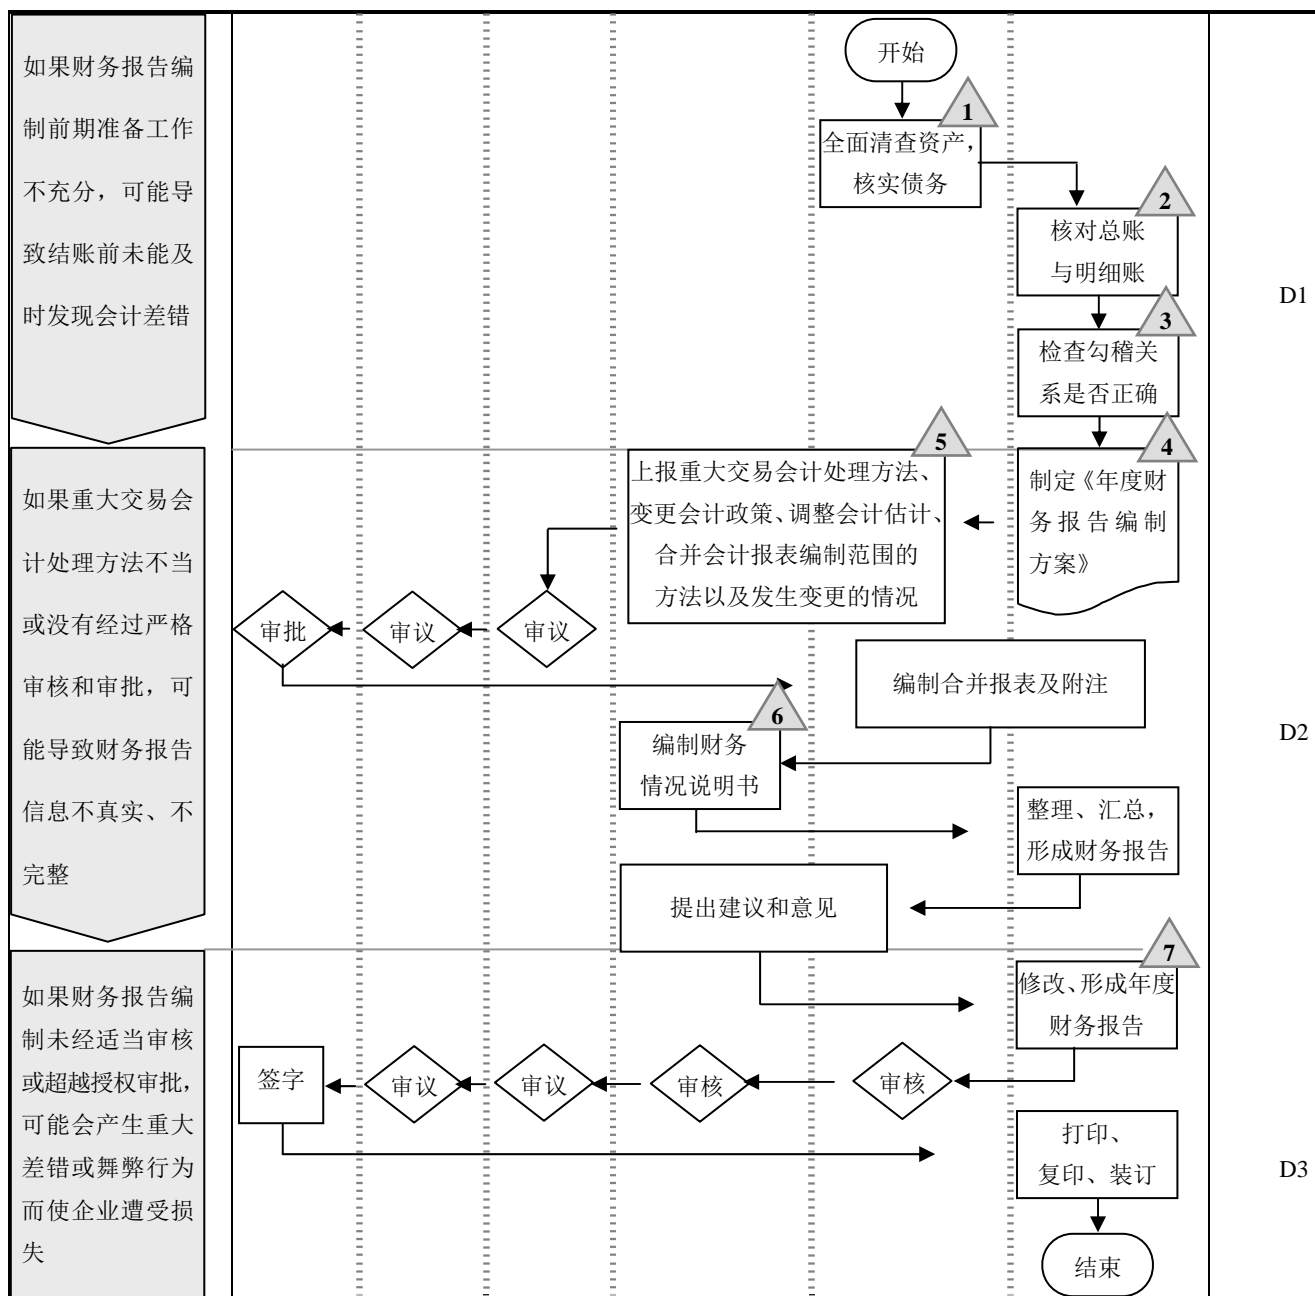 如果财务报告编
制前期准备工作
不充分，可能导
致结账前未能及
时发现会计差错
开始
1
全面清查资产，
核实债务
2
核对总账
与明细账
3
检查勾稽关
系是否正确
D1
如果重大交易会
计处理方法不当
或没有经过严格
审核和审批，可
能导致财务报告
信息不真实、不
完整
4
制定《年度财
务报告编制
方案》
5
上报重大交易会计处理方法、
变更会计政策、调整会计估计、
合并会计报表编制范围的
方法以及发生变更的情况
审批
审议
审议
编制合并报表及附注
6
编制财务
情况说明书
整理、汇总，
形成财务报告
提出建议和意见
D2
如果财务报告编
制未经适当审核
或超越授权审批，
可能会产生重大
差错或舞弊行为
而使企业遭受损
失
7
修改、形成年度
财务报告
签字
审议
审议
审核
审核
打印、
复印、装订
结束
D3